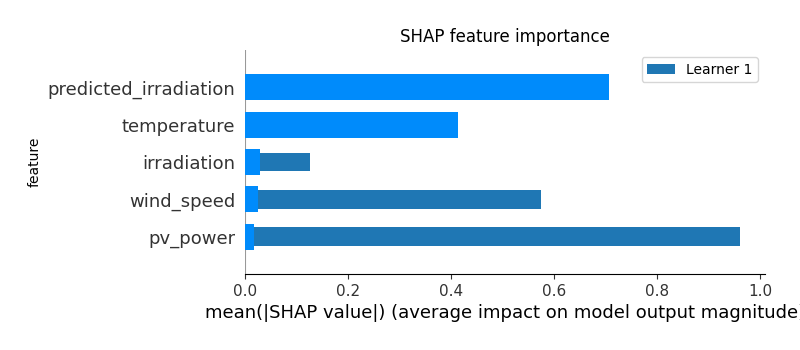 SHAP feature importance
Learner 1
predicted_irradiation
temperature
irradiation
wind_speed
pv_power
feature
0.0 0.2 0.4 0.6 0.8 1.0
mean(|SHAP value|) (average impact on model output magnitude)